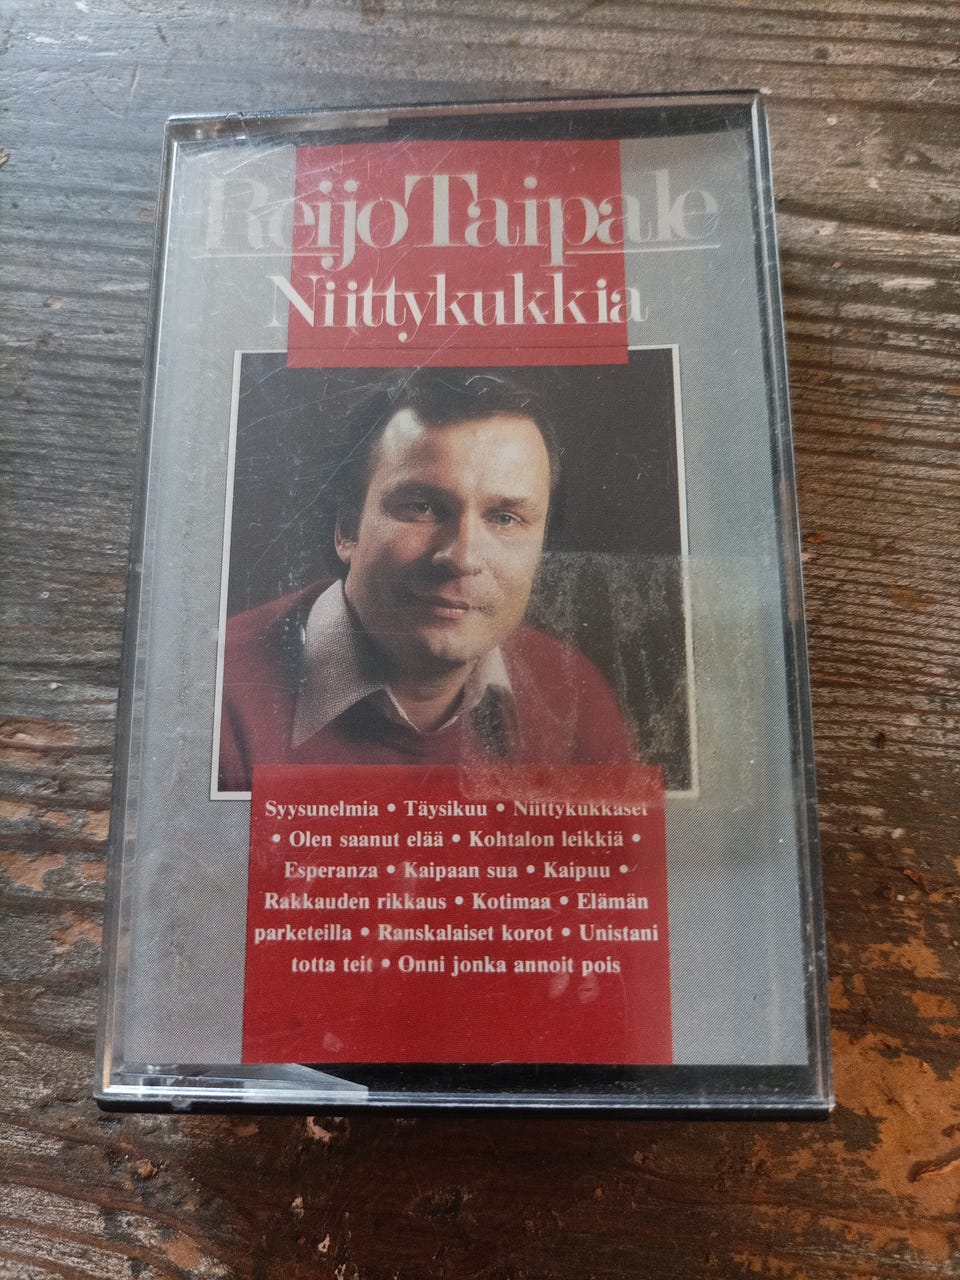 Reijo Taipale
Niittykukkia
Syysunelmia • Täysikuu • Niittykukkaset
• Olen saanut elää • Kohtalon leikkiä •
Esperanza • Kaipaan sua • Kaipuu •
Rakkauden rikkaus • Kotimaa • Elämän
parketeilla • Ranskalaiset korot • Unistani
totta teit • Onni jonka annoit pois